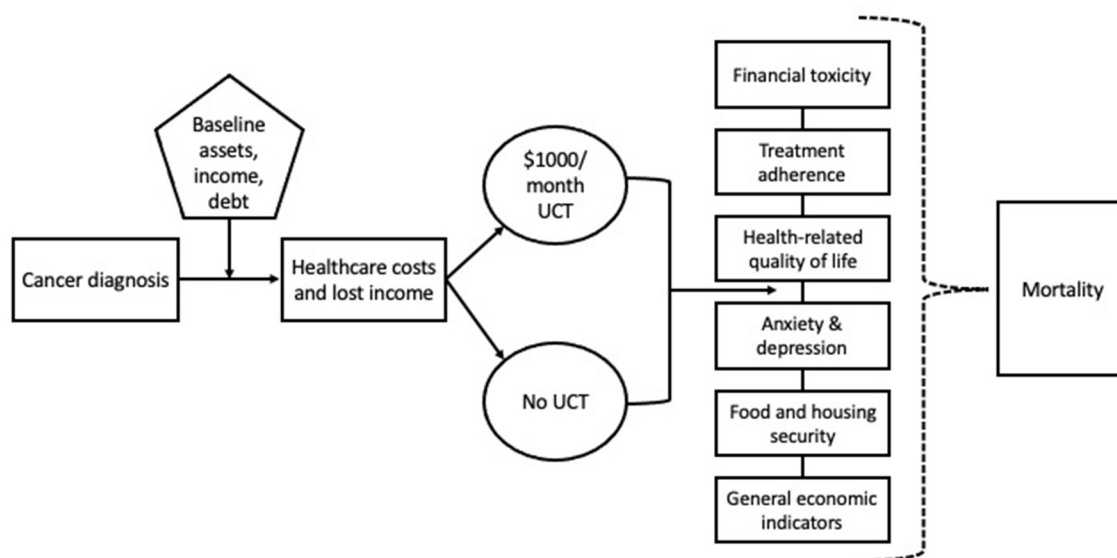 Baseline
assets,
income,
debt
Cancer diagnosis
Healthcare costs
and lost income
$1000/
month
UCT
No UCT
Financial toxicity
Treatment
adherence
Health-related
quality of life
Anxiety &
depression
Food and housing
security
General economic
indicators
Mortality